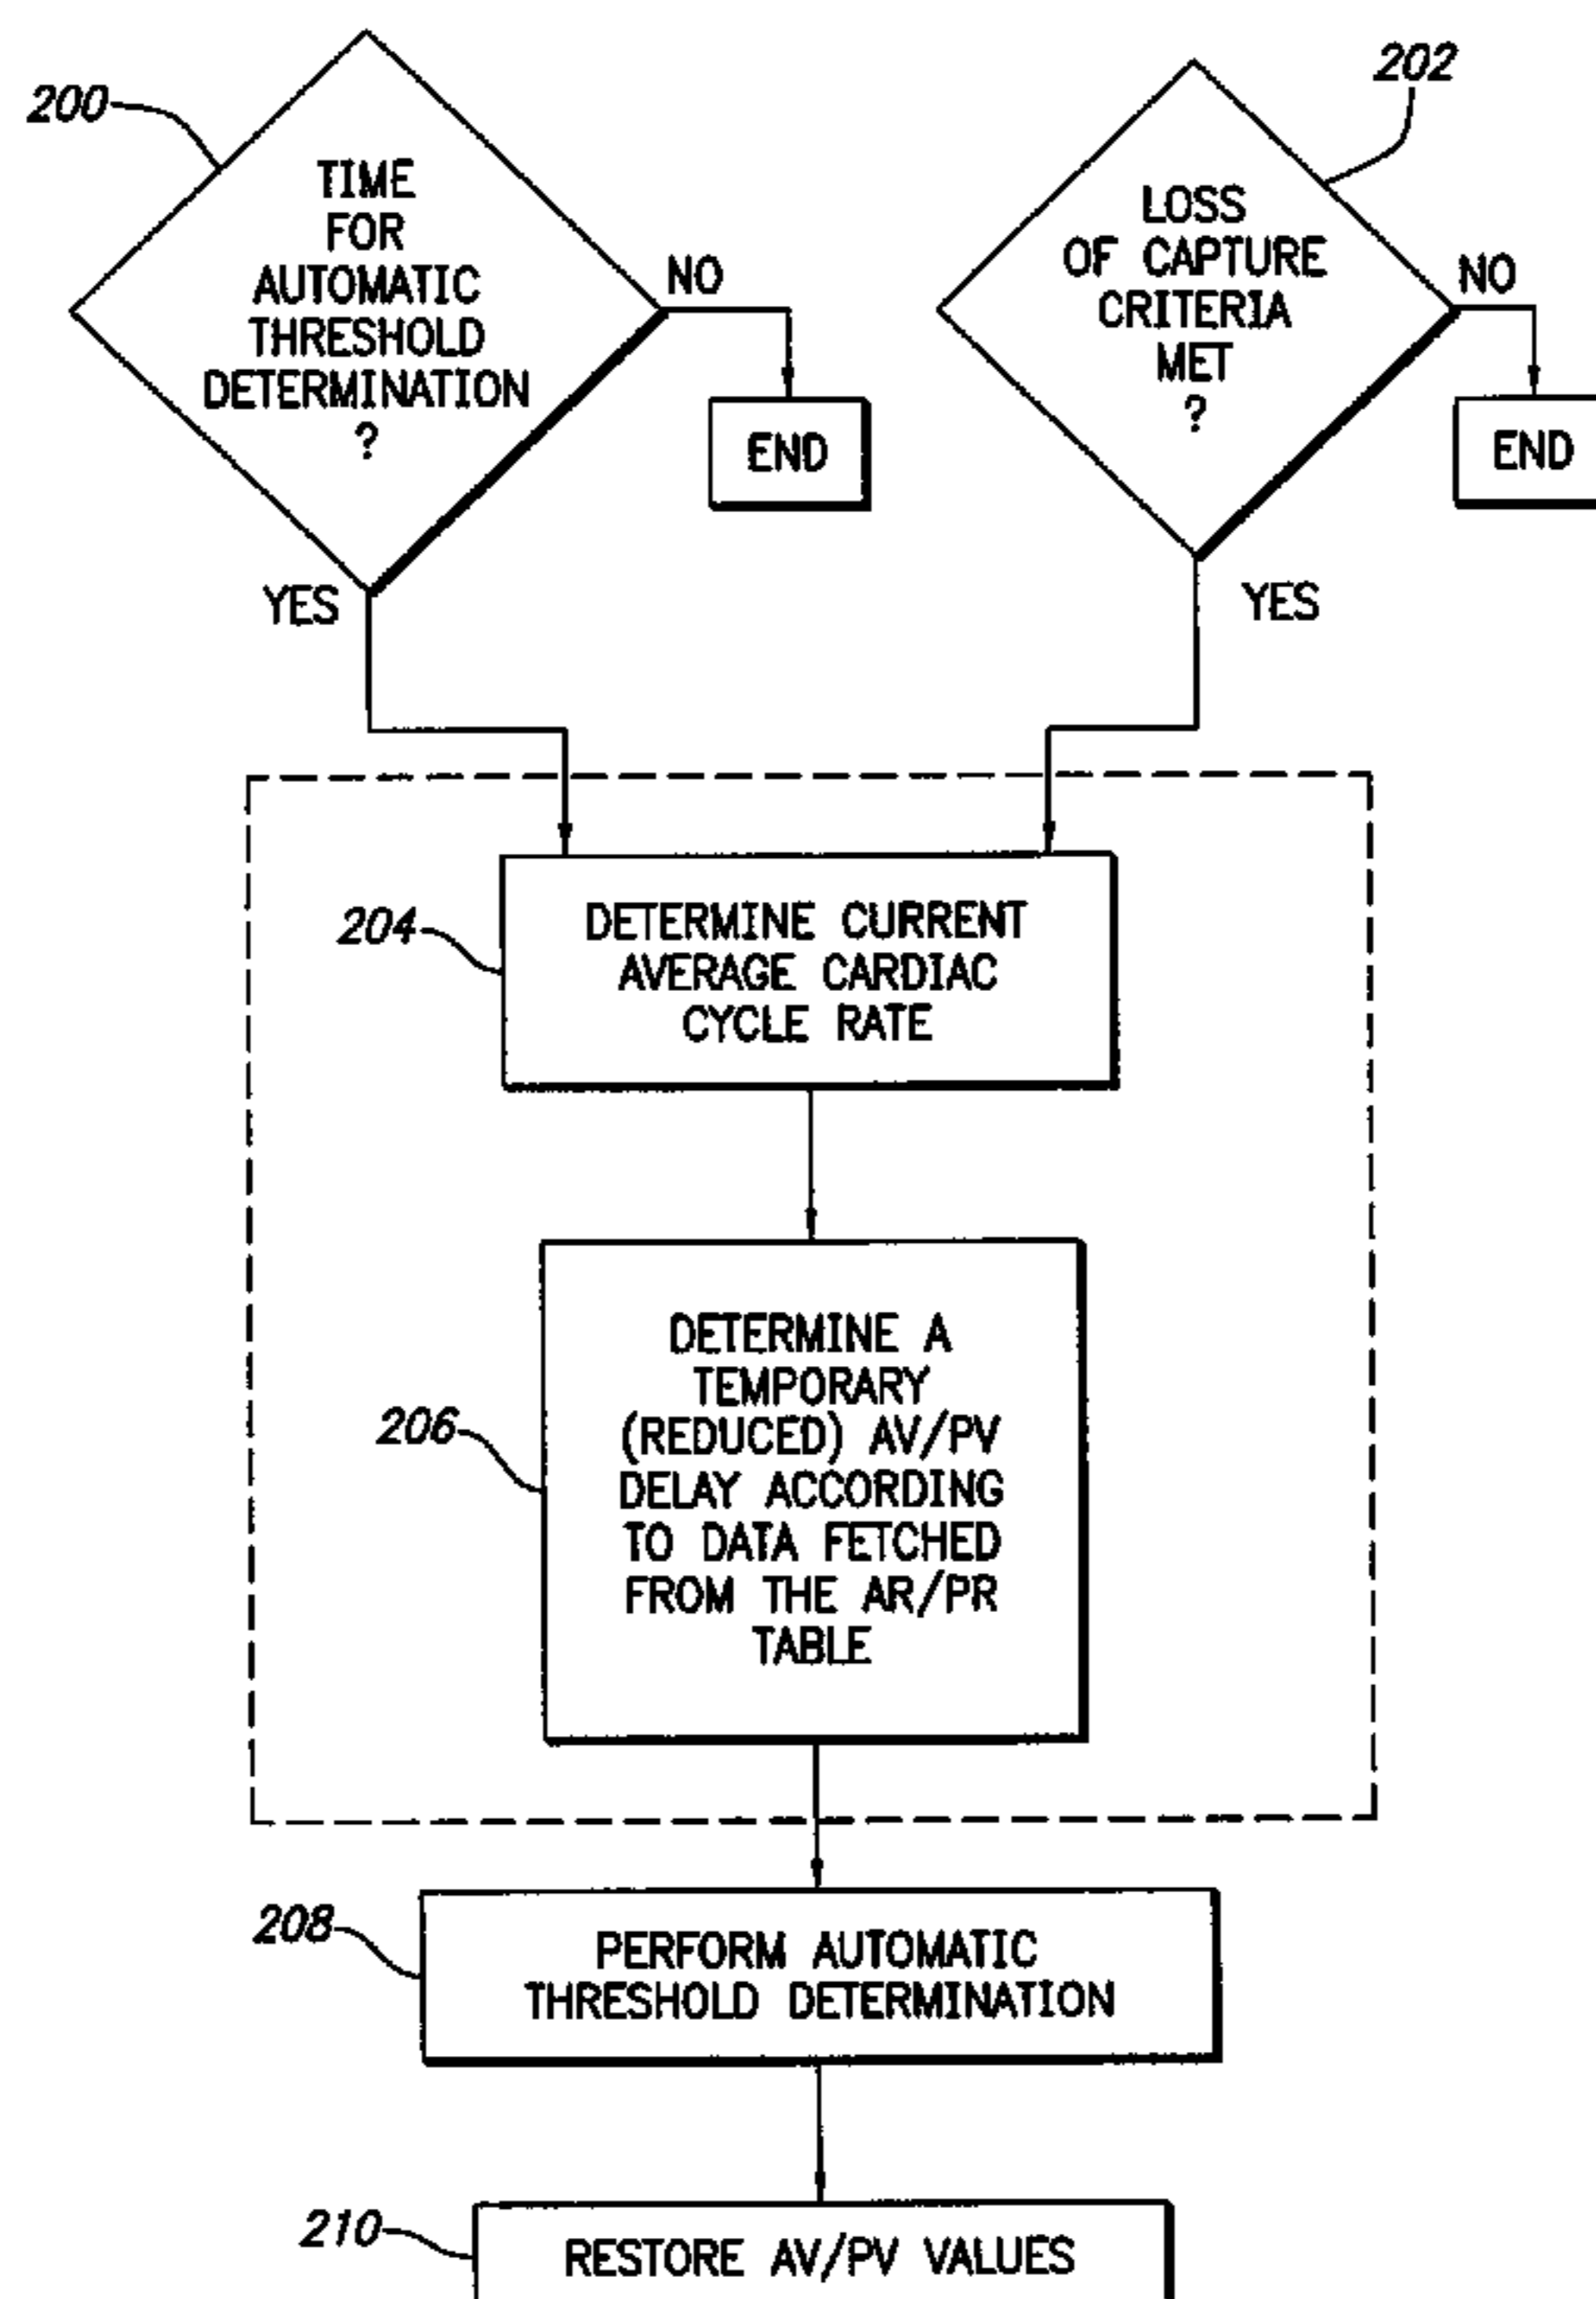 200
TIME
FOR
AUTOMATIC
THRESHOLD
DETERMINATION
?
NO
END
YES
202
LOSS
OF CAPTURE
CRITERIA
MET
?
NO
END
YES
204
DETERMINE CURRENT
AVERAGE CARDIAC
CYCLE RATE
206
DETERMINE A
TEMPORARY
(REDUCED) AV/PV
DELAY ACCORDING
TO DATA FETCHED
FROM THE AR/PR
TABLE
208
PERFORM AUTOMATIC
THRESHOLD DETERMINATION
210
RESTORE AV/PV VALUES